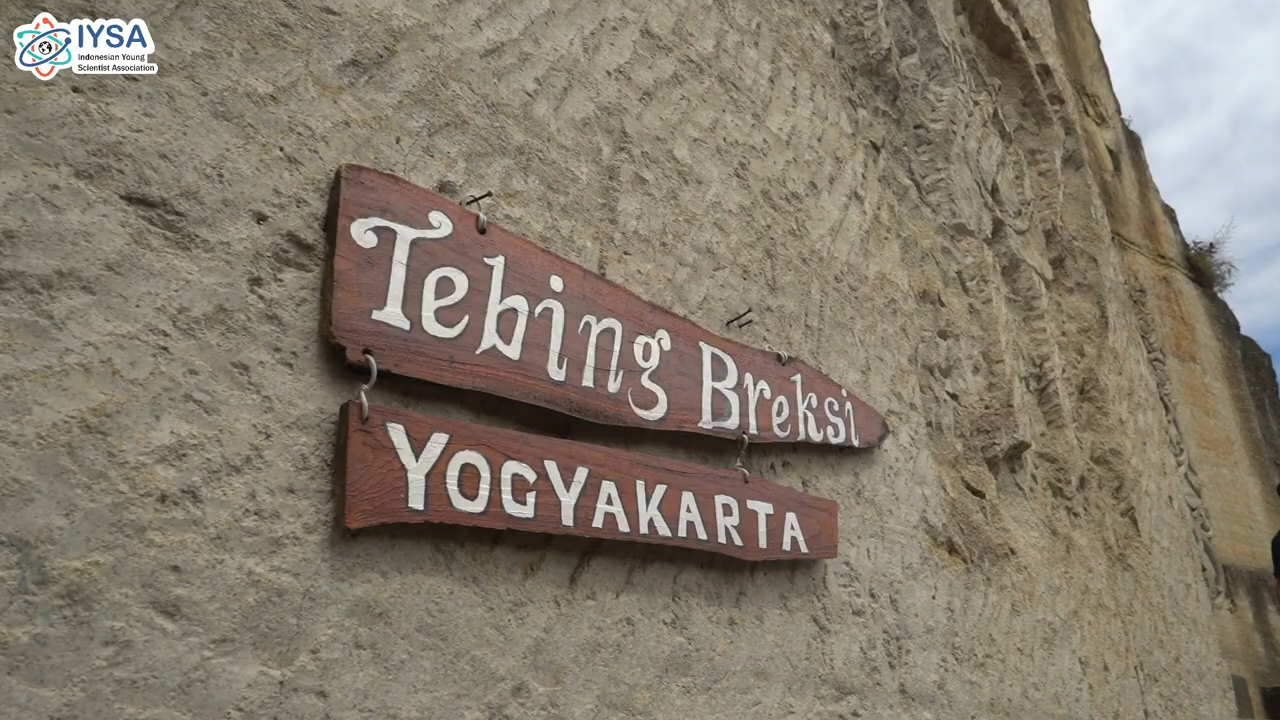 IYSA
Indonesian Young
Scientist Association
Tebing Breksi
YOGYAKARTA